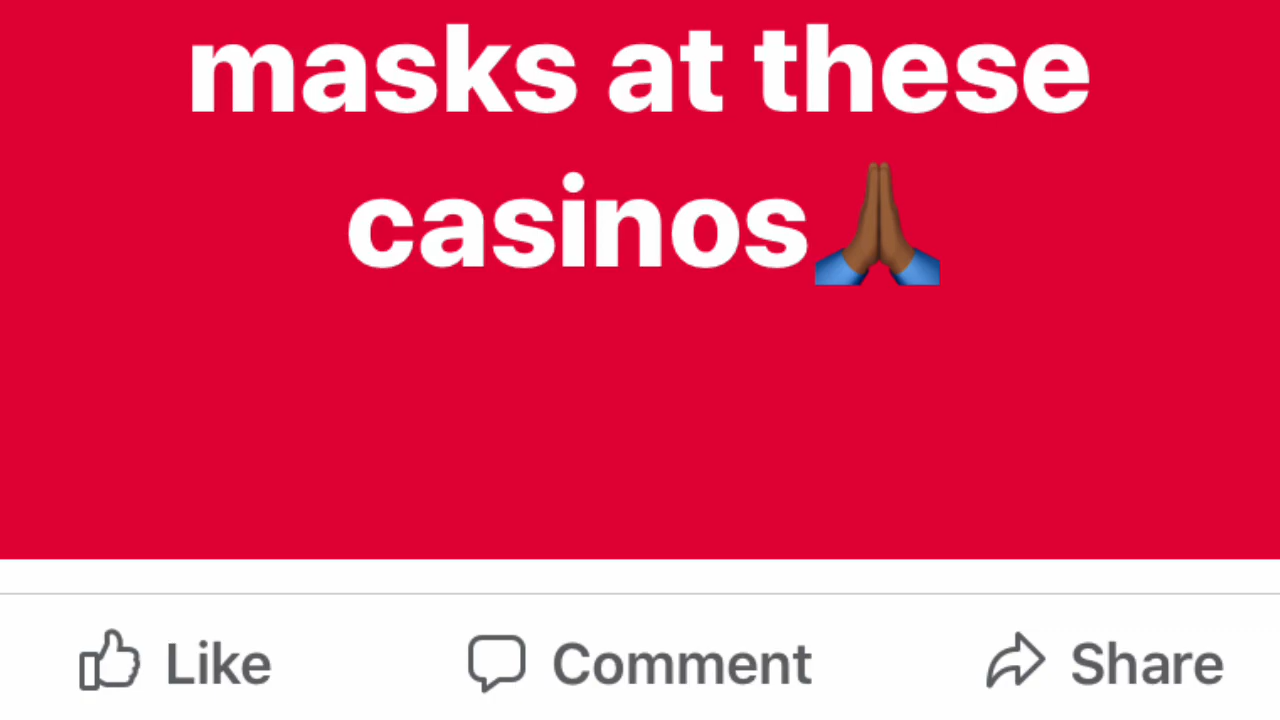 masks at these
casinos🙏🏾
Like Comment Share